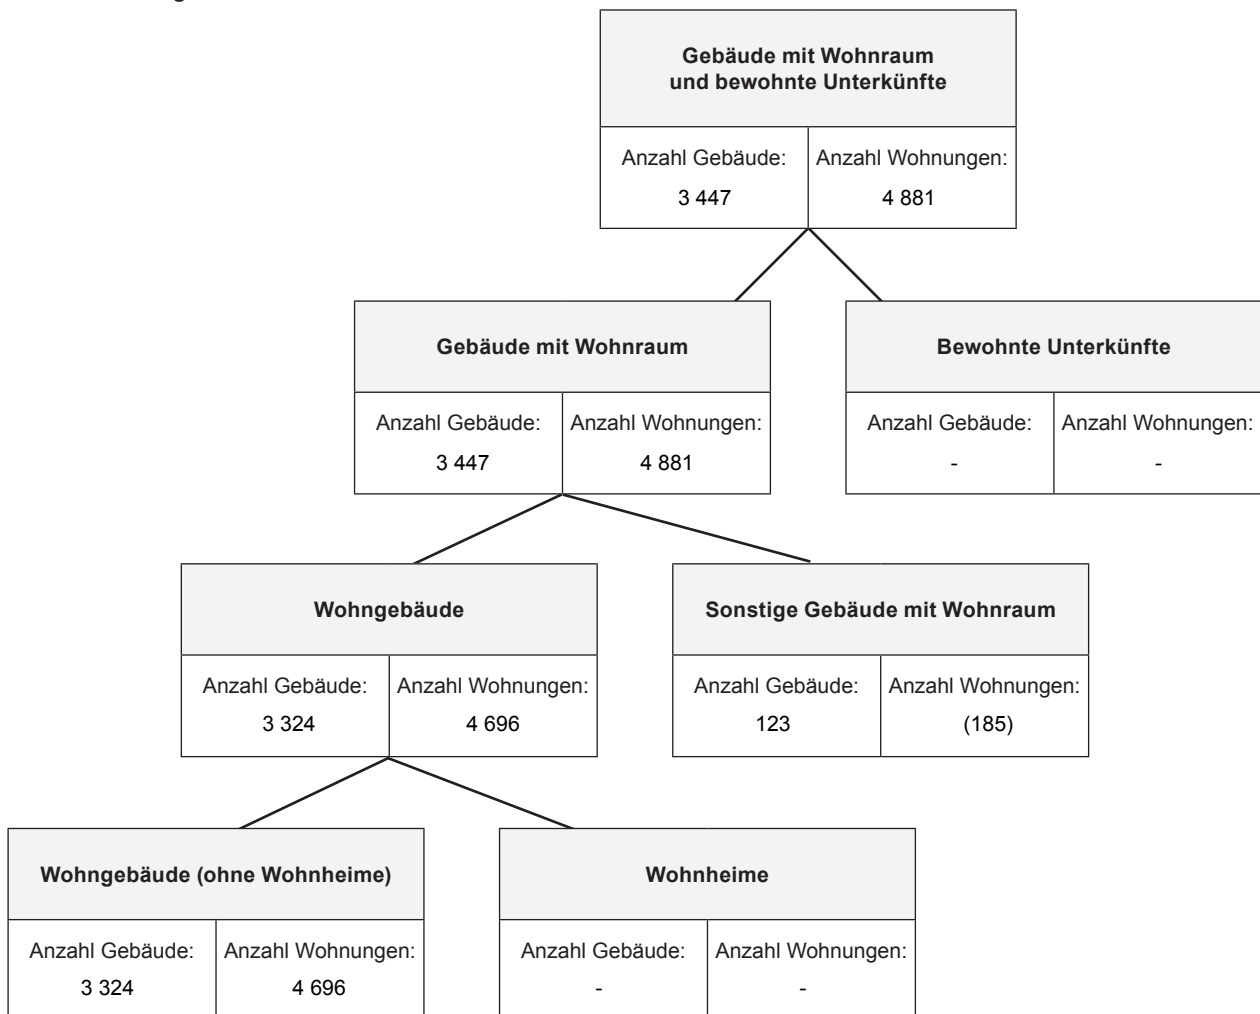 Gebäude mit Wohnraum
und bewohnte Unterkünfte
Anzahl Gebäude: Anzahl Wohnungen:
3 447 4 881
Gebäude mit Wohnraum Bewohnte Unterkünfte
Anzahl Gebäude: Anzahl Wohnungen: Anzahl Gebäude: Anzahl Wohnungen:
3 447 4 881 - -
Wohngebäude Sonstige Gebäude mit Wohnraum
Anzahl Gebäude: Anzahl Wohnungen: Anzahl Gebäude: Anzahl Wohnungen:
3 324 4 696 123 (185)
Wohngebäude (ohne Wohnheime) Wohnheime
Anzahl Gebäude: Anzahl Wohnungen: Anzahl Gebäude: Anzahl Wohnungen:
3 324 4 696 - -